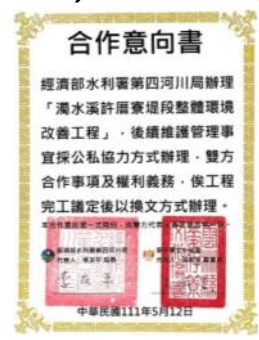 合作意向書
經濟部水利署第四河川局辦理
「濁水溪許厝寮堤段整體環境
改善工程」，後續維護管理事
宜採公私協力方式辦理，雙方
合作事項及權利義務，俟工程
完工議定後以換文方式辦理。
中華民國111年5月12日